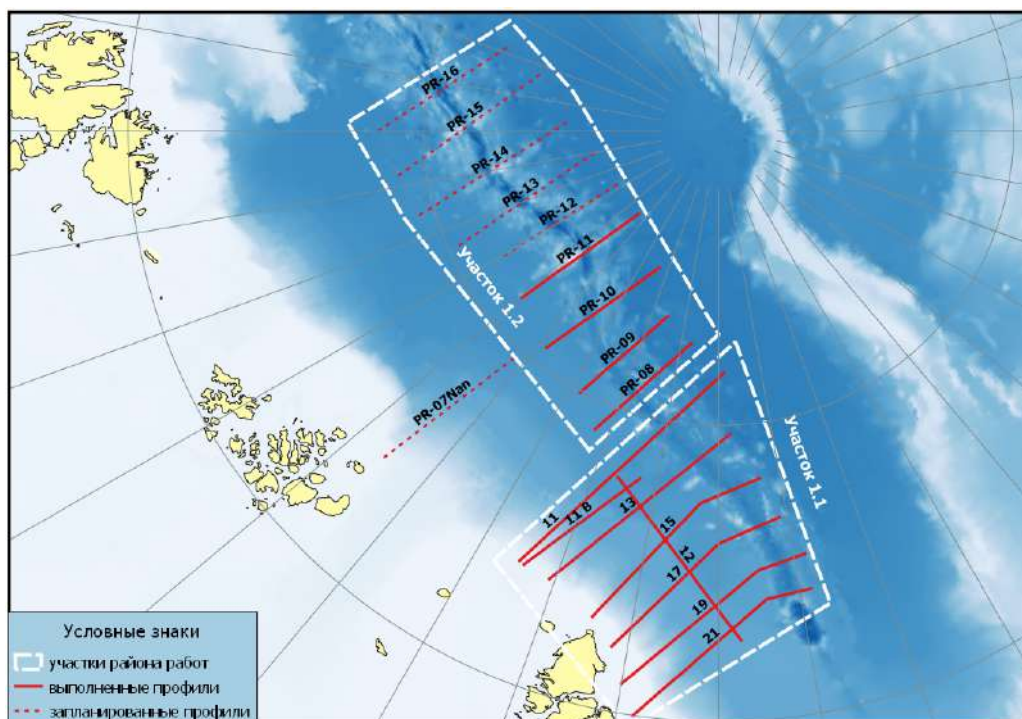 PR-16
PR-15
PR-14
PR-13
PR-12
PR-11
PR-10
PR-09
PR-08
PR-07Nan
участок 1.2
участок 1.1
11
11 B
13
15
12
17
19
21
Условные знаки
участки района работ
выполненные профили
запланированные профили